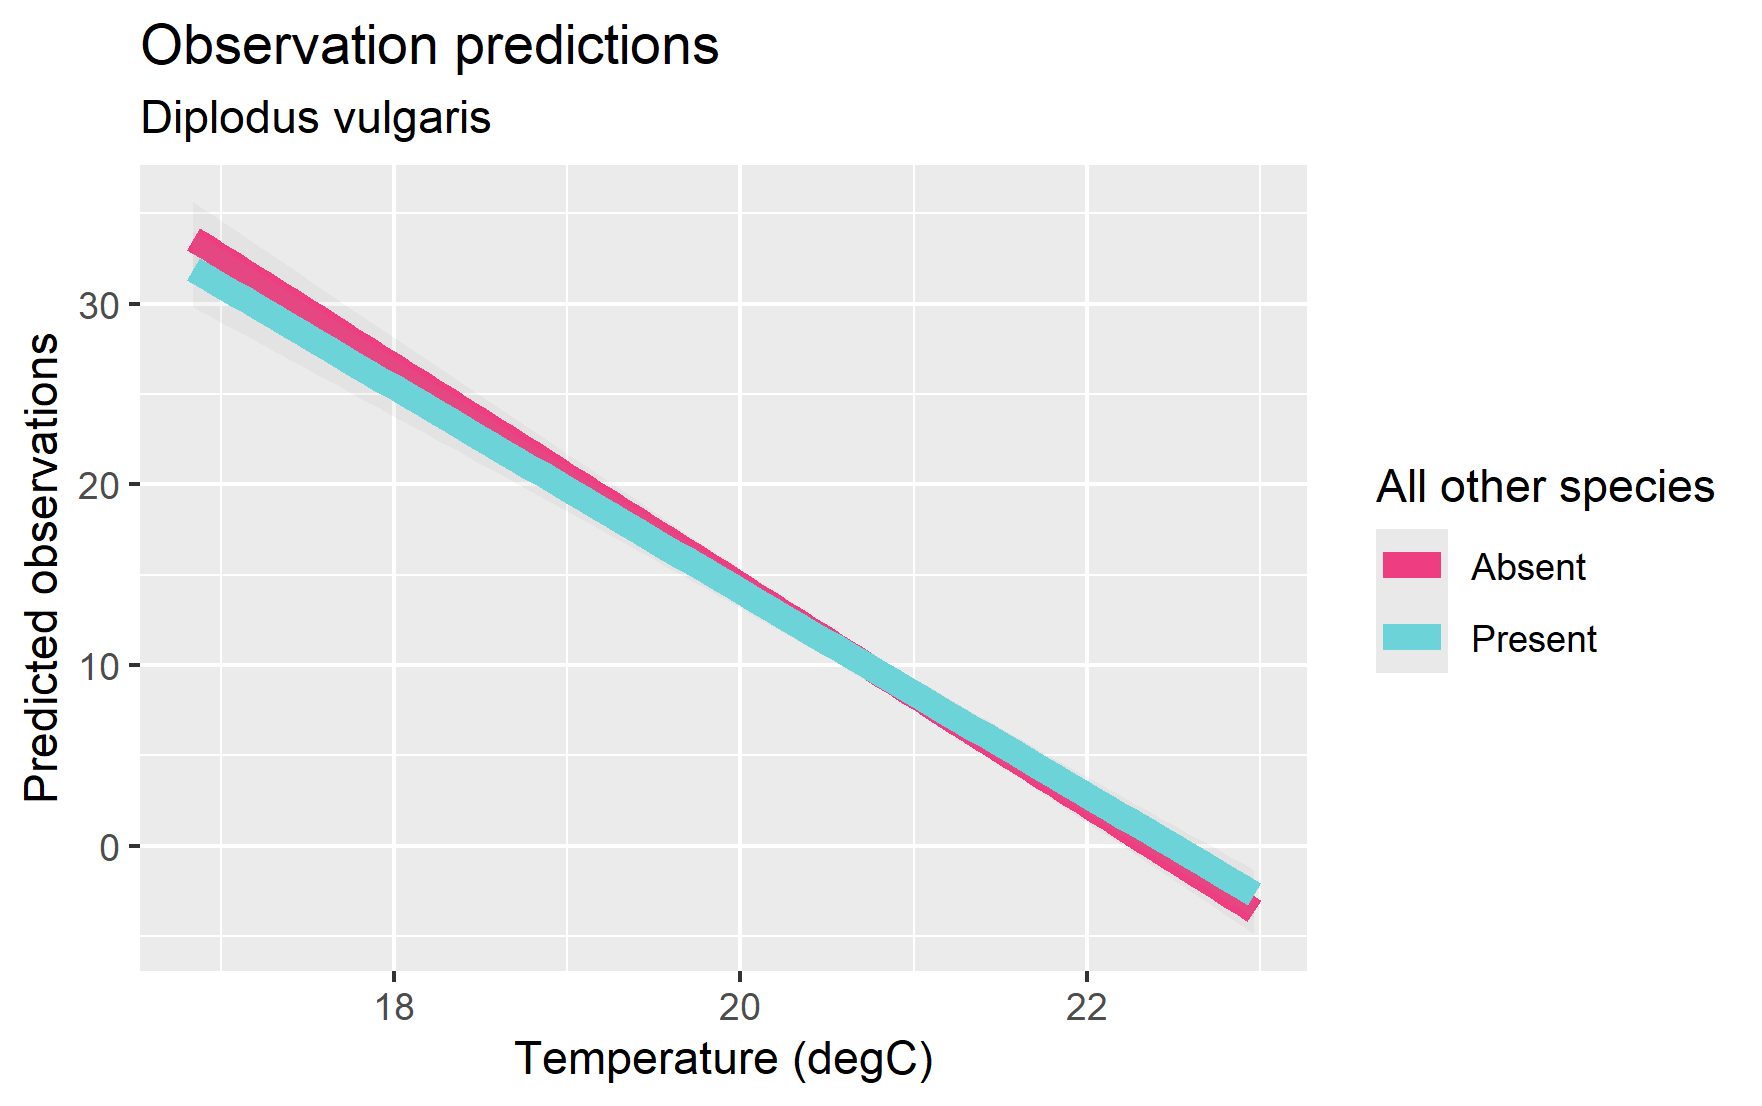 Observation predictions
Diplodus vulgaris
Predicted observations
30
20
10
0
18 20 22
Temperature (degC)
All other species
Absent
Present